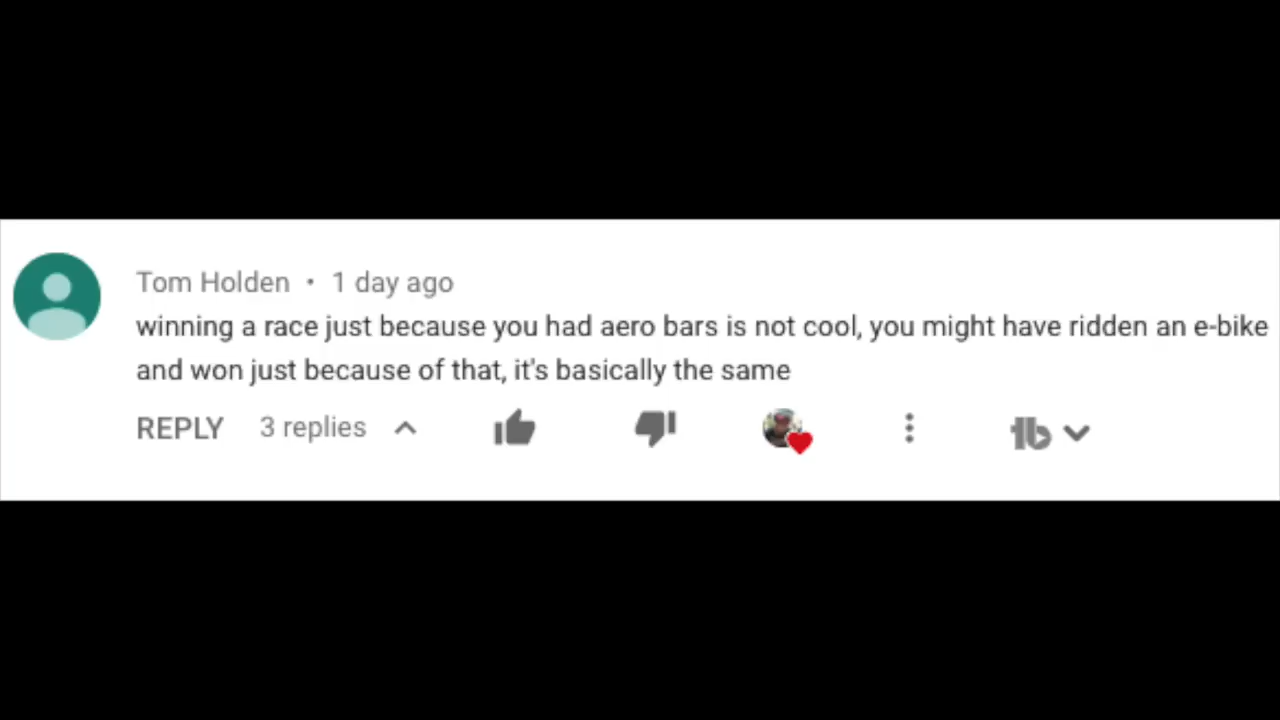 Tom Holden • 1 day ago
winning a race just because you had aero bars is not cool, you might have ridden an e-bike
and won just because of that, it's basically the same
REPLY 3 replies
tb